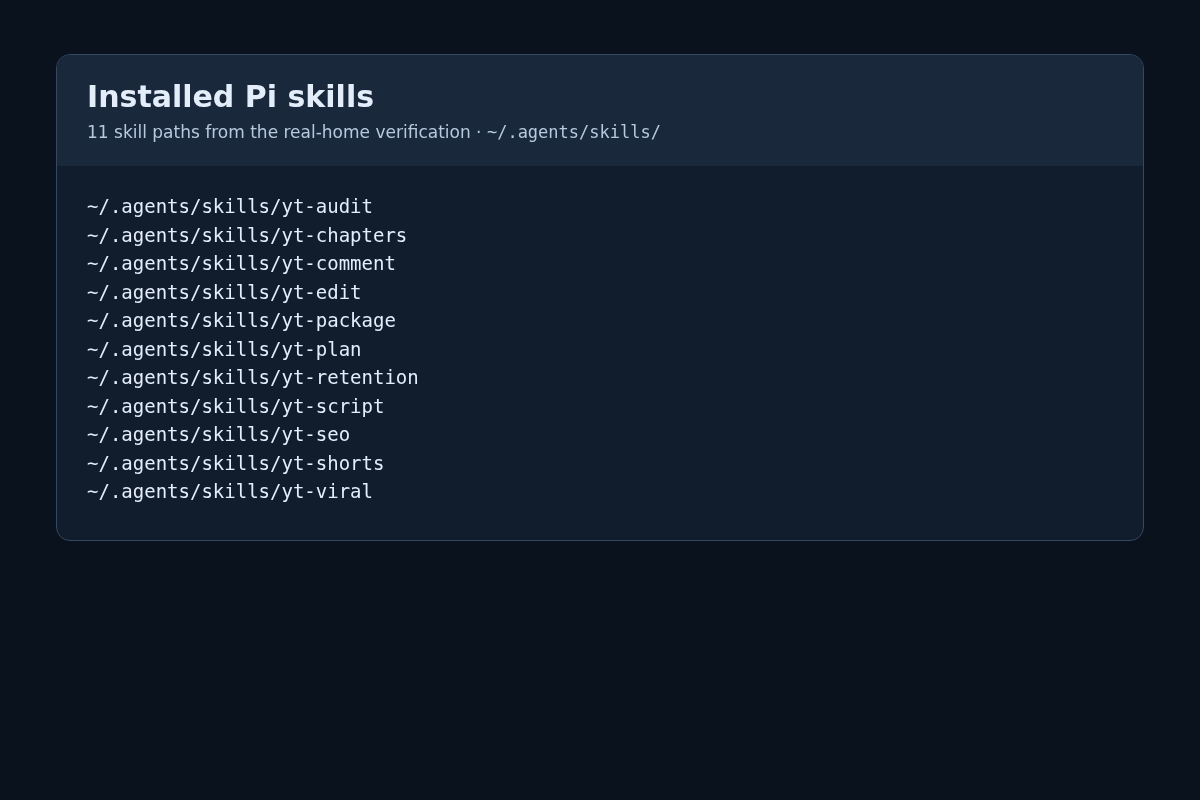 Installed Pi skills
11 skill paths from the real-home verification · ~/.agents/skills/
~/.agents/skills/yt-audit
~/.agents/skills/yt-chapters
~/.agents/skills/yt-comment
~/.agents/skills/yt-edit
~/.agents/skills/yt-package
~/.agents/skills/yt-plan
~/.agents/skills/yt-retention
~/.agents/skills/yt-script
~/.agents/skills/yt-seo
~/.agents/skills/yt-shorts
~/.agents/skills/yt-viral